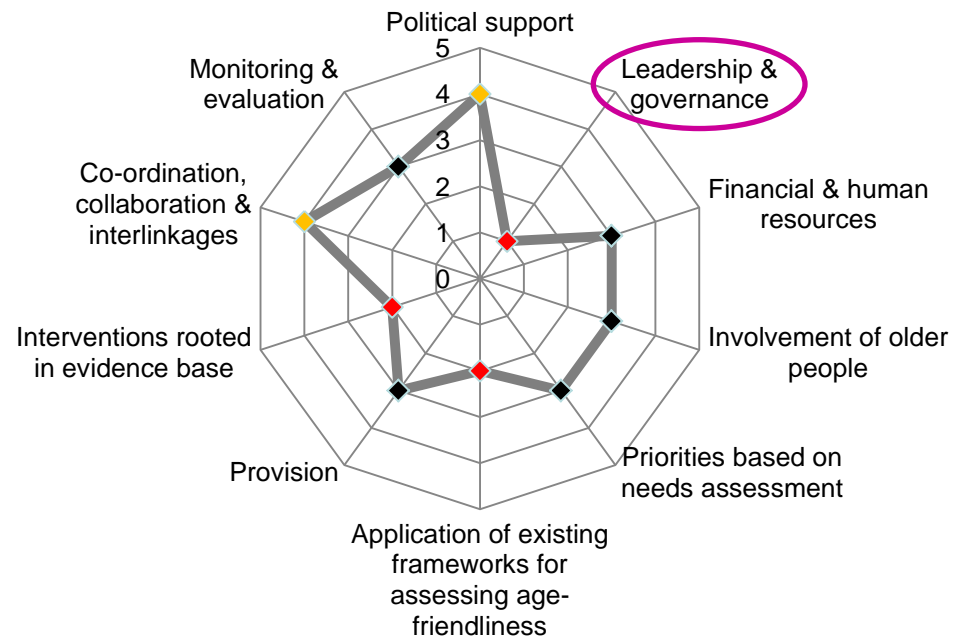 Political support
Leadership &
governance
Financial & human
resources
Involvement of older
people
Priorities based on
needs assessment
Application of existing
frameworks for
assessing age-
friendliness
Provision
Interventions rooted
in evidence base
Co-ordination,
collaboration &
interlinkages
Monitoring &
evaluation
5
4
3
2
1
0